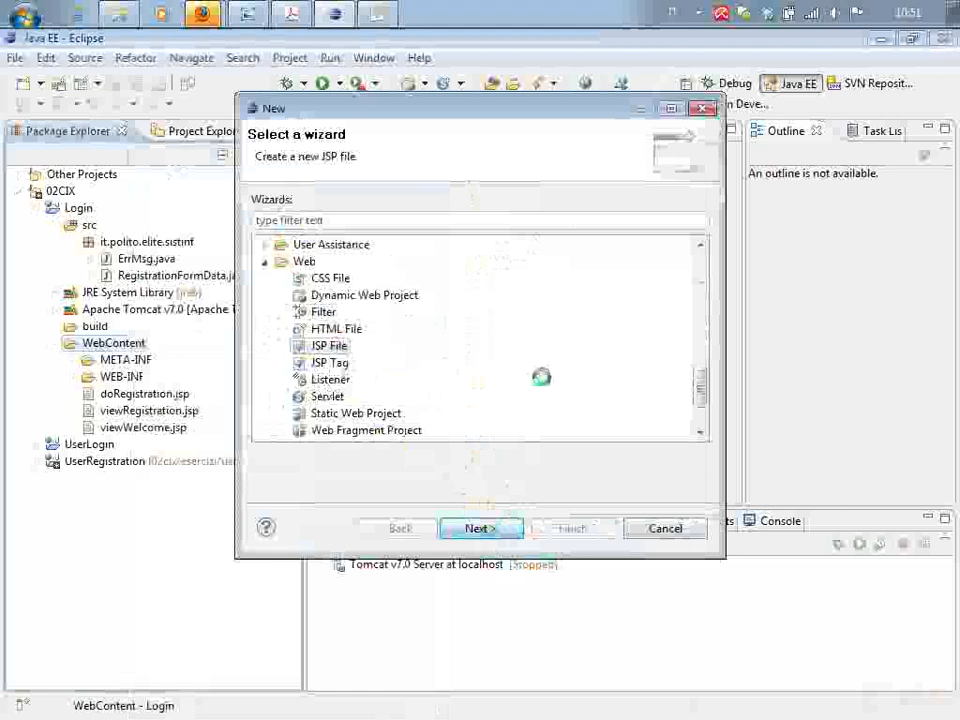 10:51
Java EE - Eclipse
File Edit Source Refactor Navigate Search Project Run Window Help
Debug Java EE SVN Reposit...
Deve...
Package Explorer Project Explor
Outline Task Lis
An outline is not available.
Other Projects
02CIX
Login
src
it.polito.elite.sistinf
ErrMsg.java
RegistrationFormData.ja
JRE System Library [jre6]
Apache Tomcat v7.0 [Apache T
build
WebContent
META-INF
WEB-INF
doRegistration.jsp
viewRegistration.jsp
viewWelcome.jsp
UserLogin
UserRegistration
New
Select a wizard
Create a new JSP file.
Wizards:
type filter text
User Assistance
Web
CSS File
Dynamic Web Project
Filter
HTML File
JSP File
JSP Tag
Listener
Servlet
Static Web Project
Web Fragment Project
? Back Next > Finish Cancel
ts Console
Tomcat v7.0 Server at localhost [Stopped]
WebContent - Login